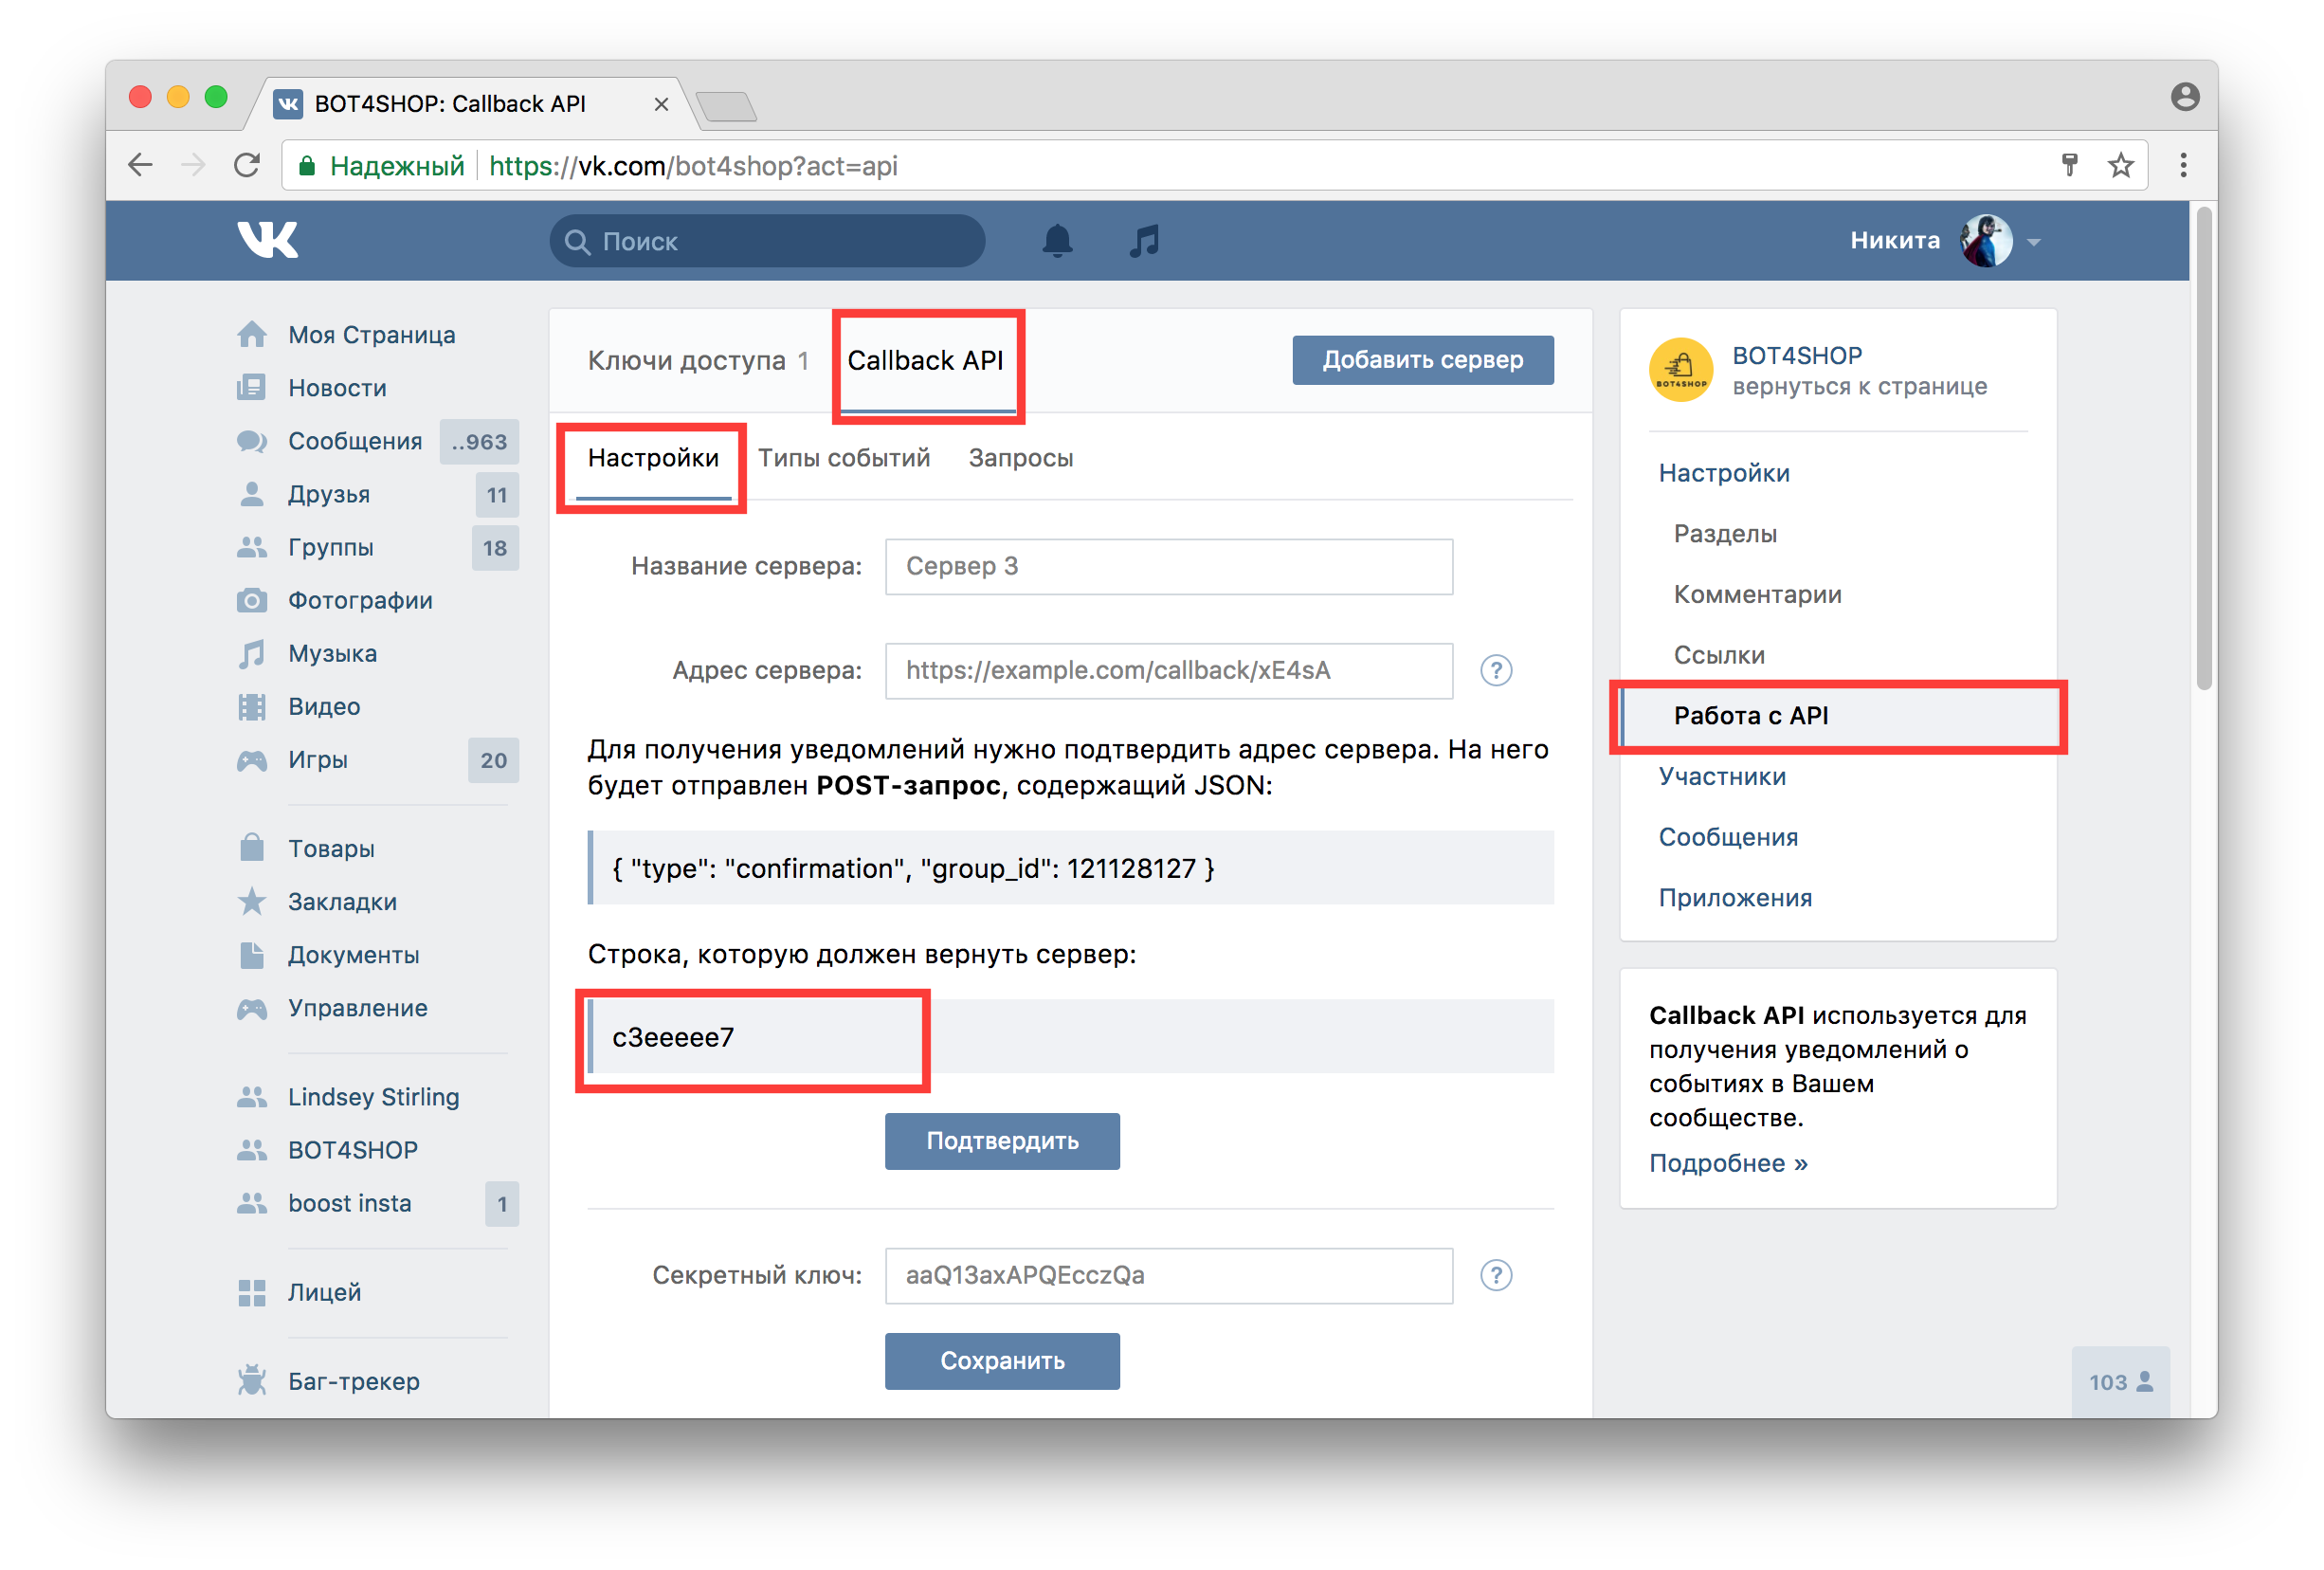 BOT4SHOP: Callback API
Надежный https://vk.com/bot4shop?act=api
Поиск
Никита
Моя Страница
Новости
Сообщения ..963
Друзья 11
Группы 18
Фотографии
Музыка
Видео
Игры 20
Товары
Закладки
Документы
Управление
Lindsey Stirling
BOT4SHOP
boost insta 1
Лицей
Баг-трекер
Ключи доступа 1 Callback API Добавить сервер
Настройки Типы событий Запросы
Название сервера: Сервер 3
Адрес сервера: https://example.com/callback/xE4sA ?
Для получения уведомлений нужно подтвердить адрес сервера. На него
будет отправлен POST-запрос, содержащий JSON:
{ "type": "confirmation", "group_id": 121128127 }
Строка, которую должен вернуть сервер:
c3eeeee7
Подтвердить
Секретный ключ: aaQ13axAPQEcczQa ?
Сохранить
BOT4SHOP
BOT4SHOP
вернуться к странице
Настройки
Разделы
Комментарии
Ссылки
Работа с API
Участники
Сообщения
Приложения
Callback API используется для
получения уведомлений о
событиях в Вашем
сообществе.
Подробнее »
103